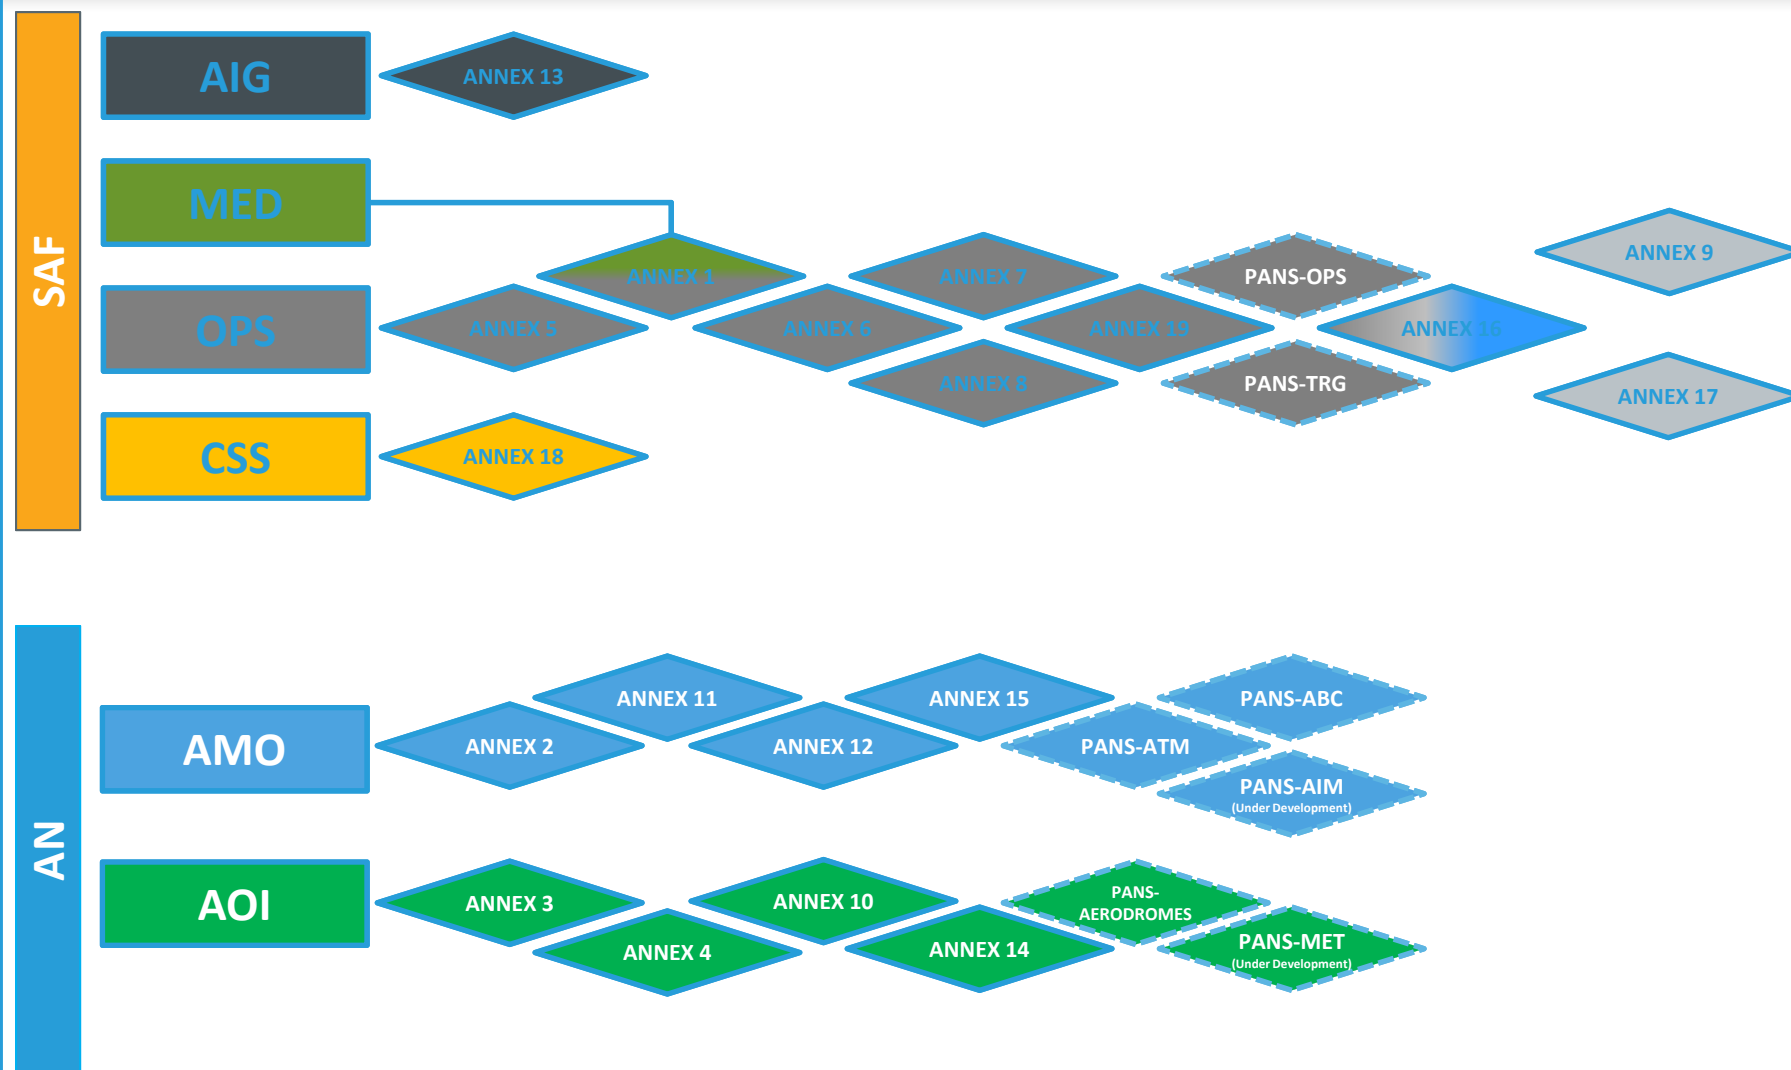 SAF
AIG
ANNEX 13
MED
ANNEX 1
ANNEX 7
PANS-OPS
ANNEX 9
OPS
ANNEX 5
ANNEX 6
ANNEX 19
ANNEX 16
ANNEX 8
PANS-TRG
ANNEX 17
CSS
ANNEX 18
AN
AMO
ANNEX 11
ANNEX 15
PANS-ABC
ANNEX 2
ANNEX 12
PANS-ATM
PANS-AIM
(Under Development)
AOI
ANNEX 3
ANNEX 10
PANS-
AERODROMES
ANNEX 4
ANNEX 14
PANS-MET
(Under Development)